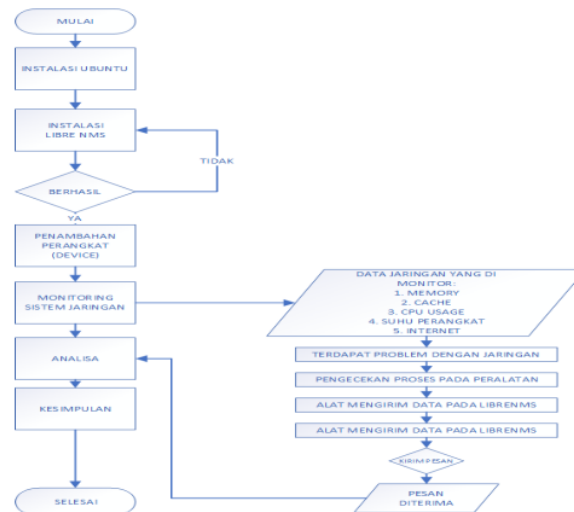 MULAI
INSTALASI UBUNTU
INSTALASI
LIBRE NMS
TIDAK
BERHASIL
YA
PENAMBAHAN
PERANGKAT
(DEVICE)
MONITORING
SISTEM JARINGAN
ANALISA
KESIMPULAN
SELESAI
DATA JARINGAN YANG DI
MONITOR:
1. MEMORY
2. CACHE
3. CPU USAGE
4. SUHU PERANGKAT
5. INTERNET
TERDAPAT PROBLEM DENGAN JARINGAN
PENGECEKAN PROSES PADA PERALATAN
ALAT MENGIRIM DATA PADA LIBRENMS
ALAT MENGIRIM DATA PADA LIBRENMS
KIRIM PESAN
PESAN
DITERIMA